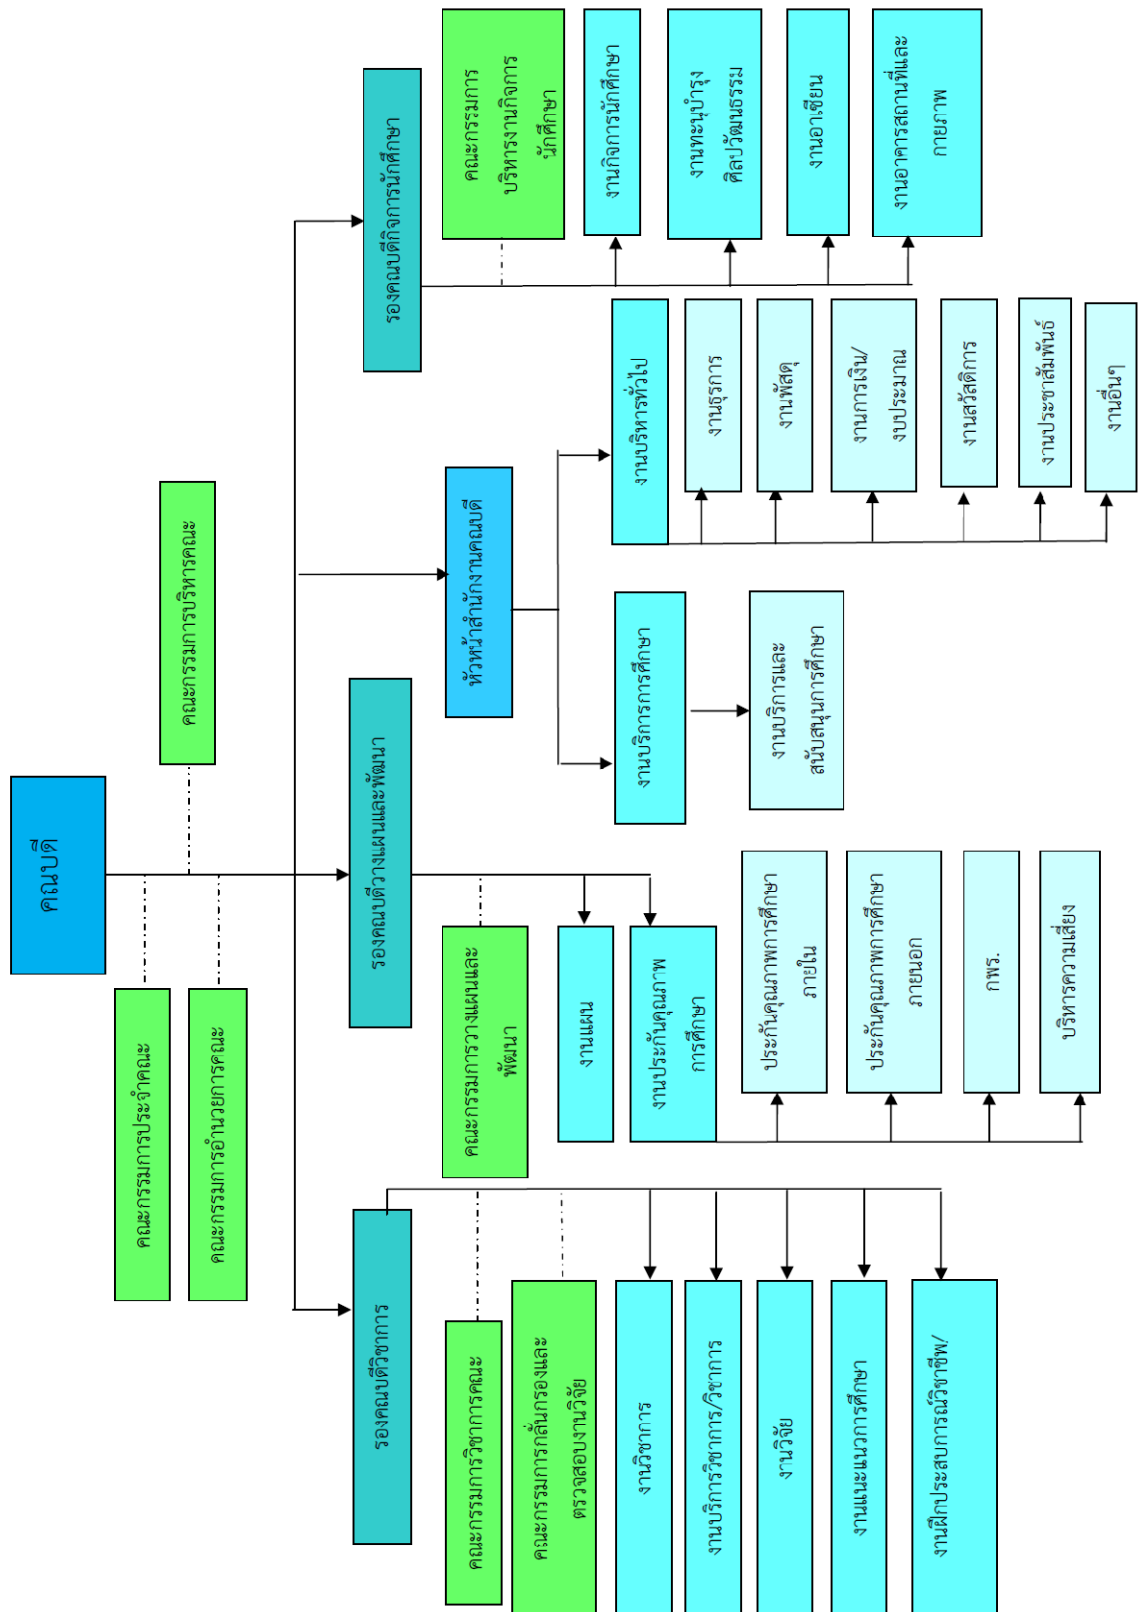 คณบดี
คณะกรรมการประจำคณะ
คณะกรรมการบริหารคณะ
คณะกรรมการอำนวยการคณะ
รองคณบดีวิชาการ
รองคณบดีวางแผนและพัฒนา
หัวหน้าสำนักงานคณบดี
รองคณบดีกิจการนักศึกษา
คณะกรรมการวิชาการคณะ
คณะกรรมการกลั่นกรองและ
ตรวจสอบงานวิจัย
งานวิชาการ
งานบริการวิชาการ/วิชาการ
งานวิจัย
งานแนะแนวการศึกษา
งานฝึกประสบการณ์วิชาชีพ/
คณะกรรมการวางแผนและ
พัฒนา
งานแผน
งานประกันคุณภาพ
การศึกษา
ประกันคุณภาพการศึกษา
ภายใน
ประกันคุณภาพการศึกษา
ภายนอก
กพร.
บริหารความเสี่ยง
งานบริการการศึกษา
งานบริการและ
สนับสนุนการศึกษา
งานบริหารทั่วไป
งานธุรการ
งานพัสดุ
งานการเงิน/
งบประมาณ
งานสวัสดิการ
งานประชาสัมพันธ์
งานอื่นๆ
คณะกรรมการ
บริหารงานกิจการ
นักศึกษา
งานกิจการนักศึกษา
งานทะนุบำรุง
ศิลปวัฒนธรรม
งานอาเซียน
งานอาคารสถานที่และ
กายภาพ